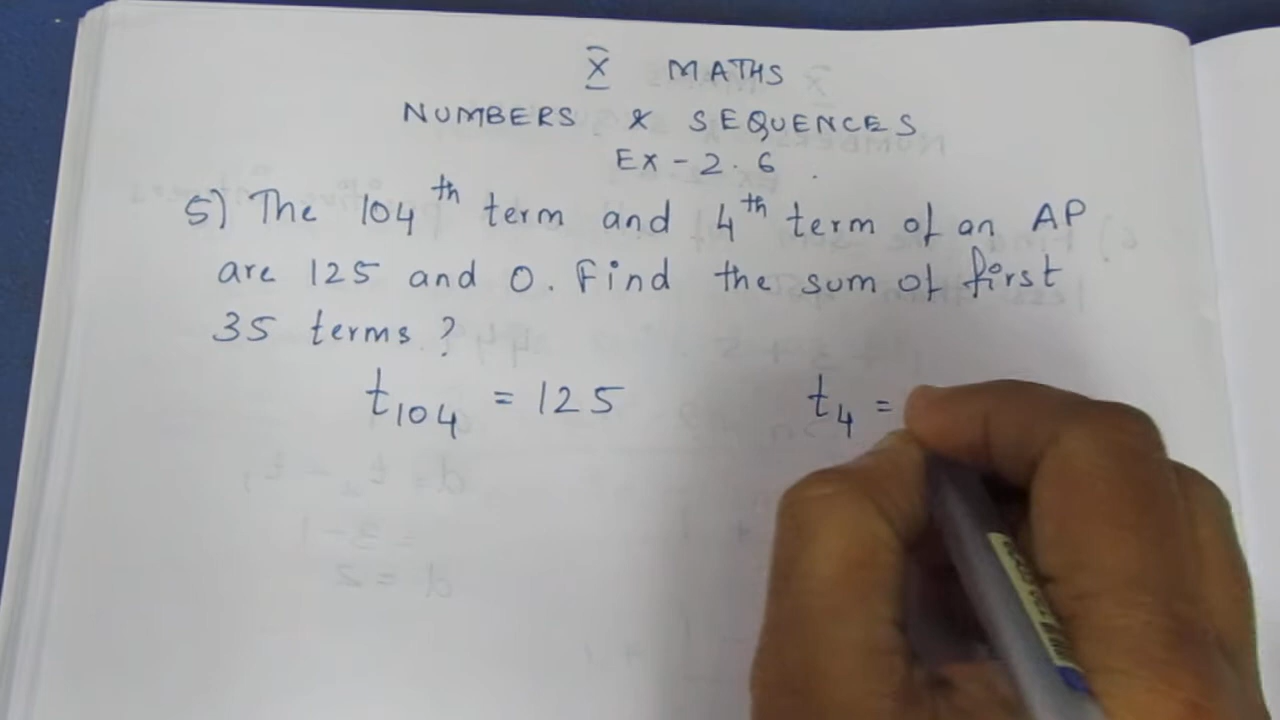 X MATHS
NUMBERS & SEQUENCES
Ex - 2.6.
5) The 104th term and 4th term of an AP
are 125 and 0. Find the sum of first
35 terms ?
t104 = 125 t4 =